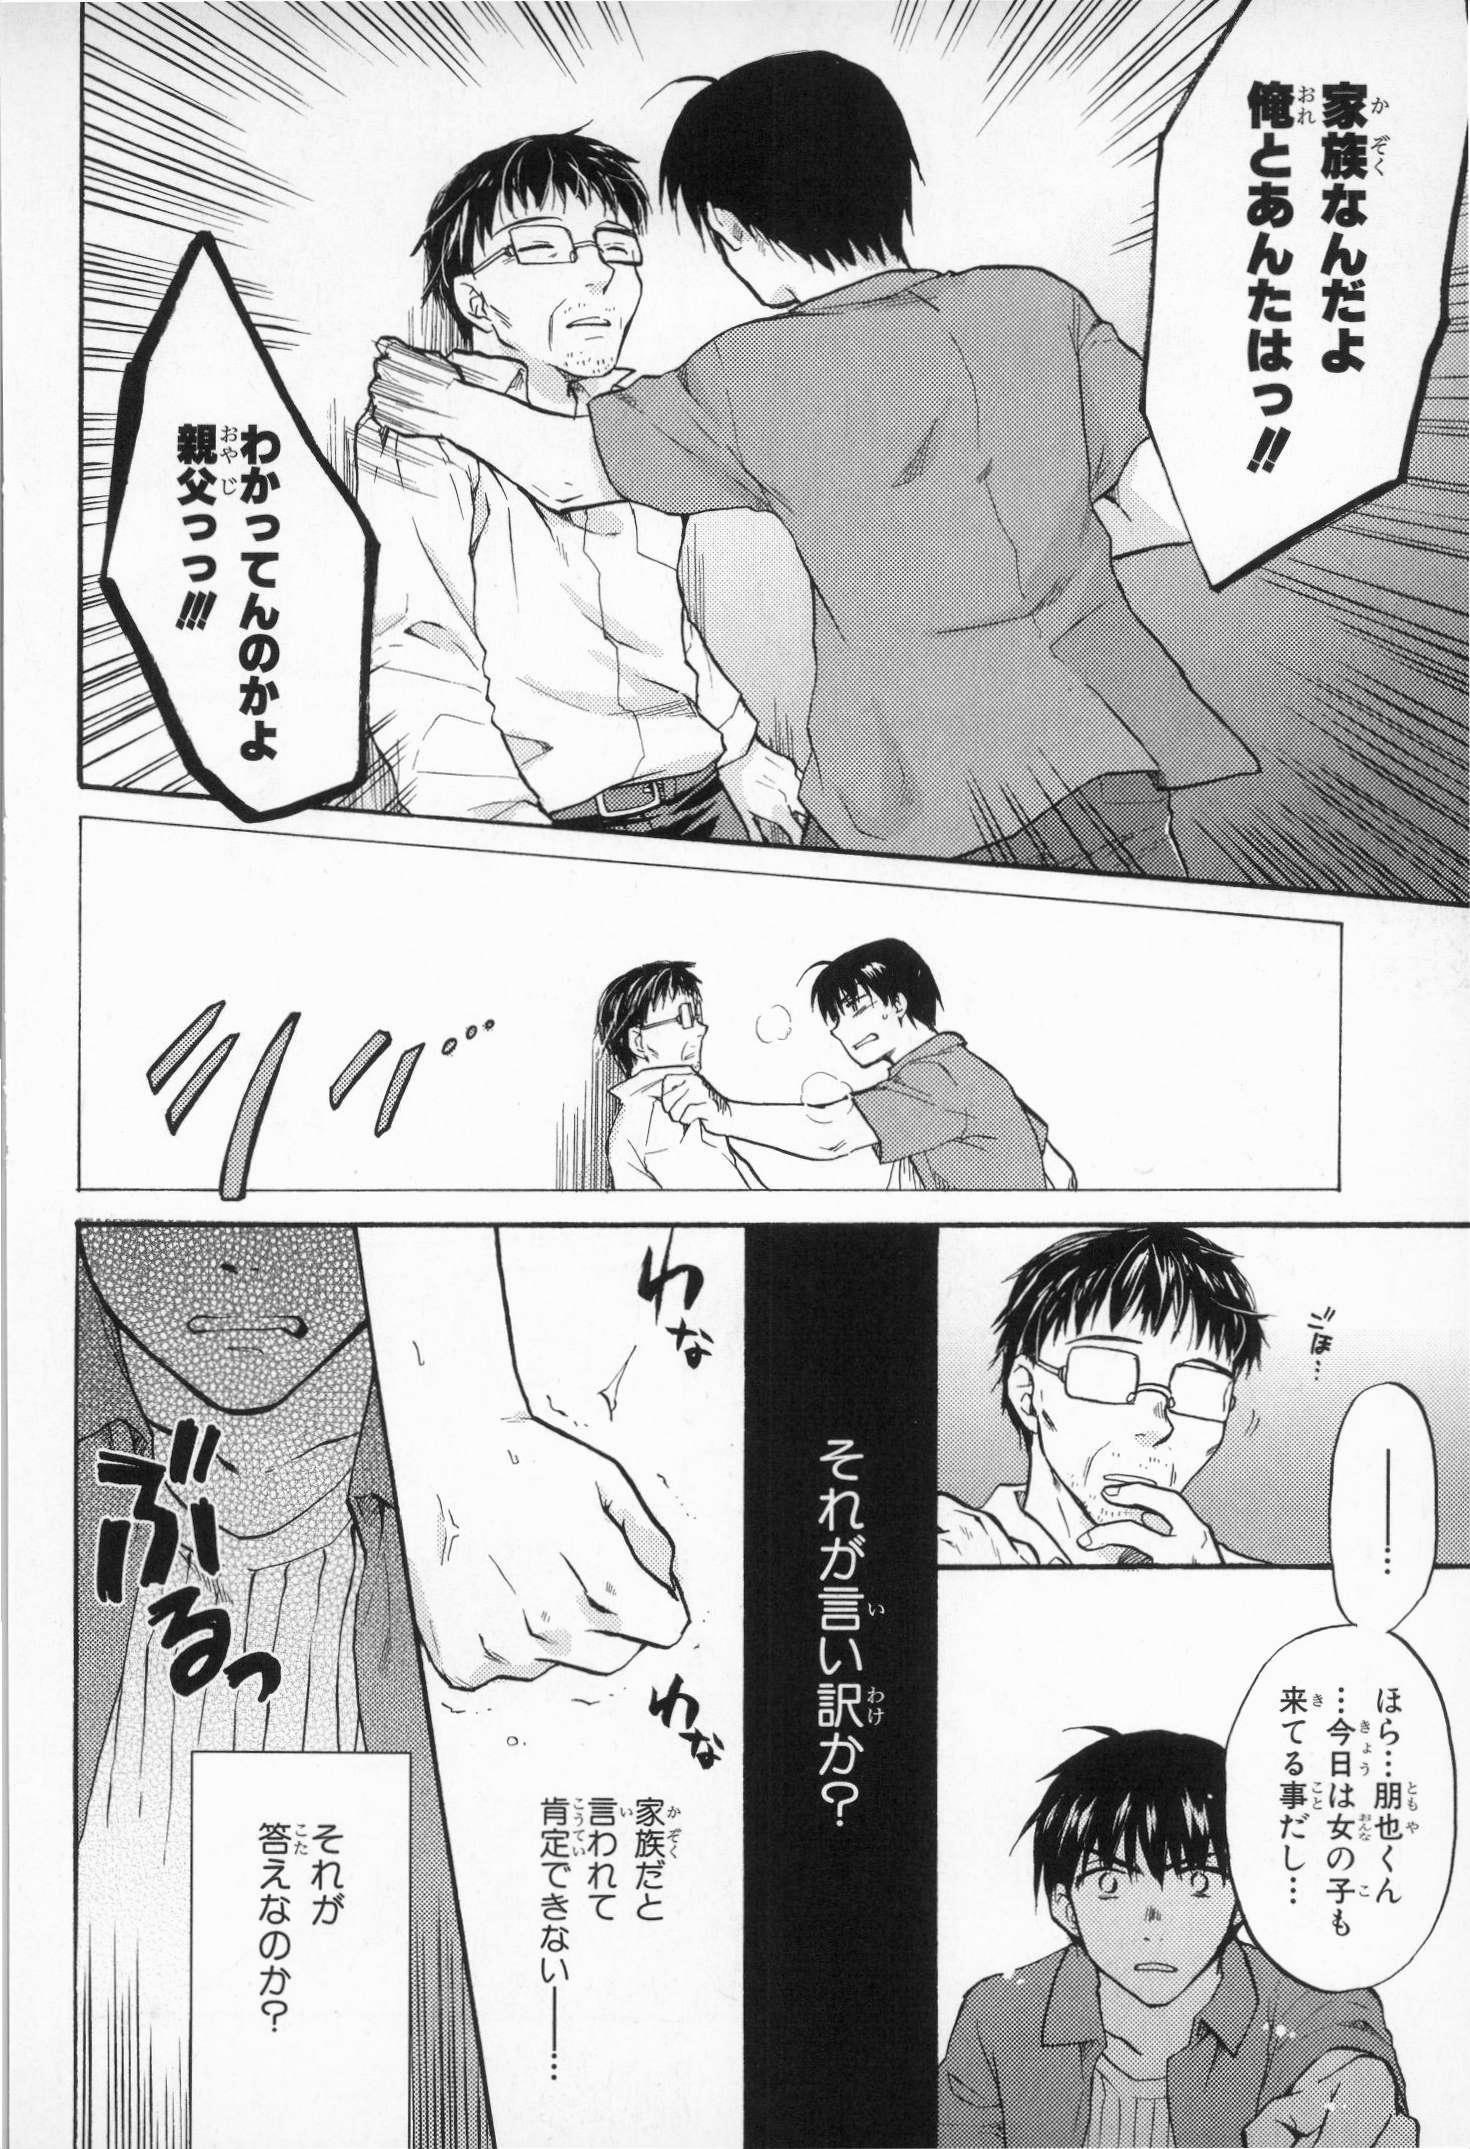 家族なんだよ
俺とあんたはっ!!
わかってんのかよ
親父っっ!!!
シーン…
ごほ…
――…
ほら…朋也くん
…今日は女の子も
来てる事だし…
それが言い訳か?
わな
わな
家族だと
言われて
肯定できない――…
ぶるっ
それが
答えなのか?